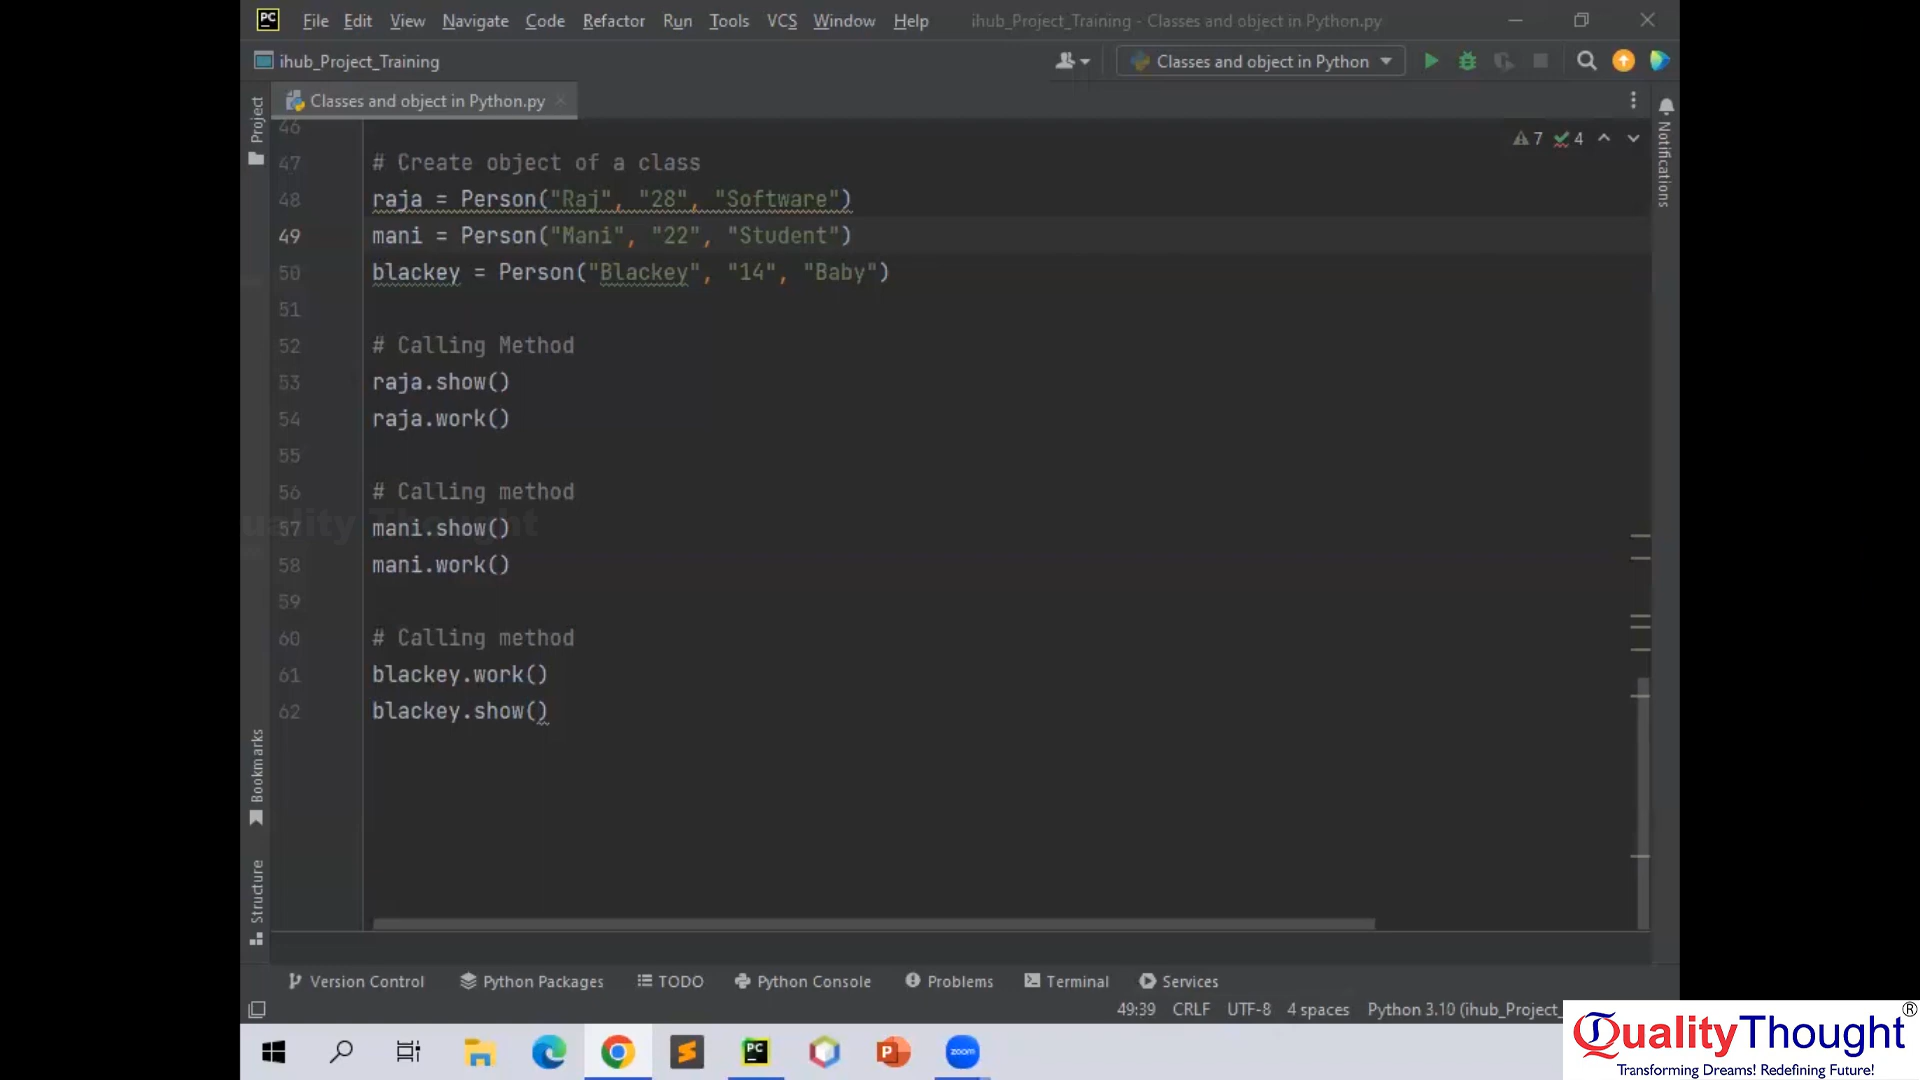 PC File Edit View Navigate Code Refactor Run Tools VCS Window Help ihub_Project_Training - Classes and object in Python.py
ihub_Project_Training Classes and object in Python
Project Classes and object in Python.py
Notifications
7 4
46
47 # Create object of a class
48 raja = Person("Raj", "28", "Software")
49 mani = Person("Mani", "22", "Student")
50 blackey = Person("Blackey", "14", "Baby")
51
52 # Calling Method
53 raja.show()
54 raja.work()
55
56 # Calling method
57 mani.show()
uality Thought
58 mani.work()
59
60 # Calling method
61 blackey.work()
62 blackey.show()
Bookmarks
Structure
Version Control Python Packages TODO Python Console Problems Terminal Services
49:39 CRLF UTF-8 4 spaces Python 3.10 (ihub_Project_
PC P zoom
QualityThought®
Transforming Dreams! Redefining Future!